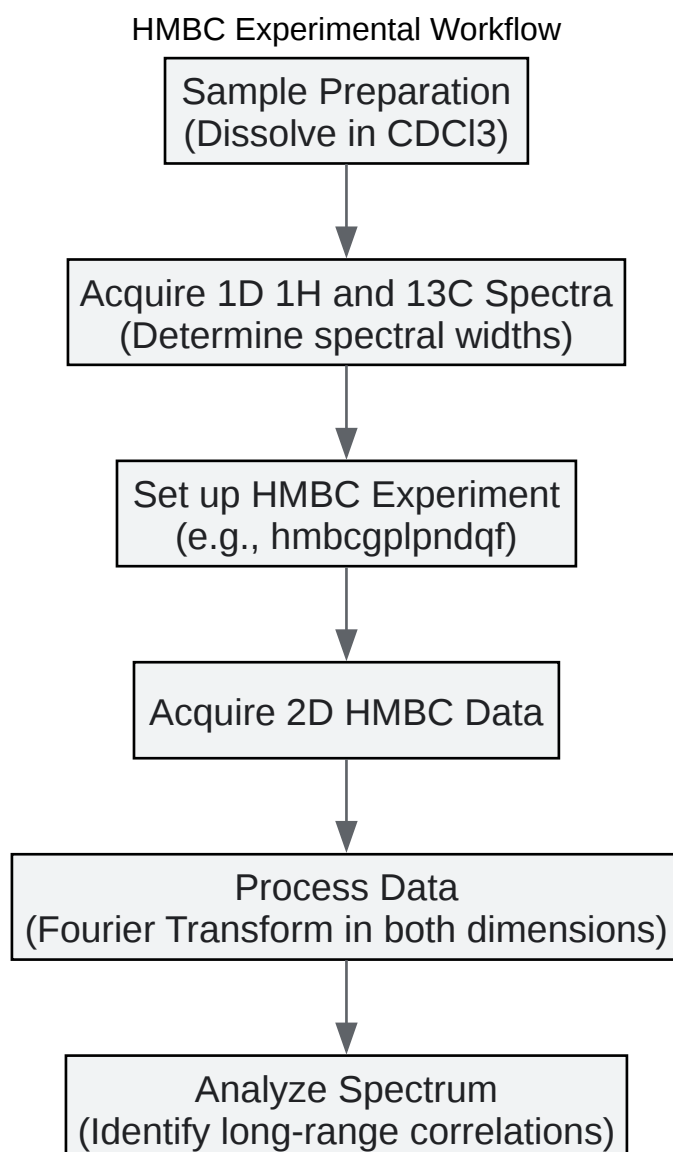 HMBC Experimental Workflow
Sample Preparation
(Dissolve in CDCl3)
Acquire 1D 1H and 13C Spectra
(Determine spectral widths)
Set up HMBC Experiment
(e.g., hmbcgplpndqf)
Acquire 2D HMBC Data
Process Data
(Fourier Transform in both dimensions)
Analyze Spectrum
(Identify long-range correlations)